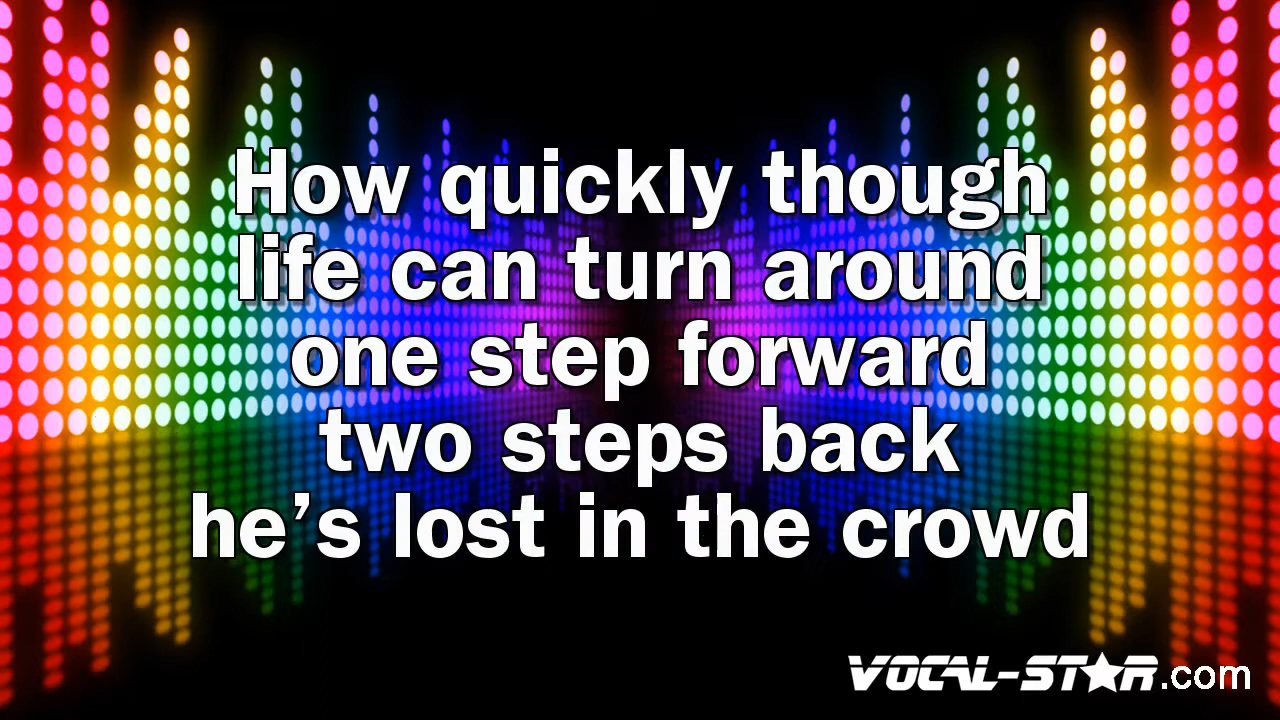 How quickly though
life can turn around
one step forward
two steps back
he’s lost in the crowd
VOCAL-STAR.com